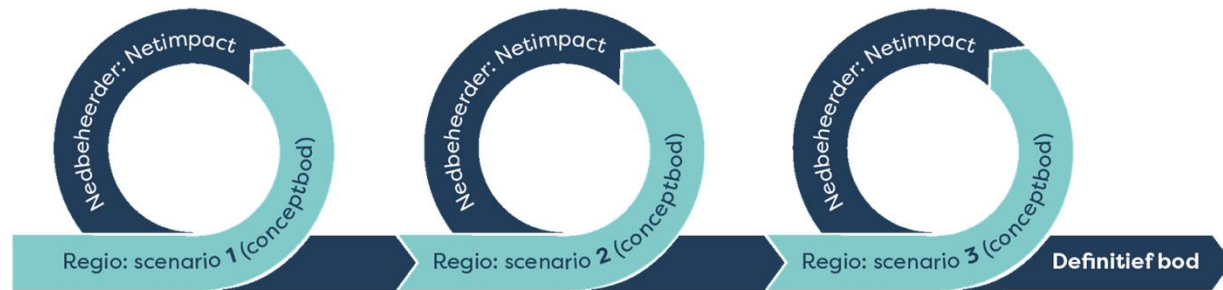 Nedbeheerder: Netimpact
Regio: scenario 1 (conceptbod)
Nedbeheerder: Netimpact
Regio: scenario 2 (conceptbod)
Nedbeheerder: Netimpact
Regio: scenario 3 (conceptbod)
Definitief bod